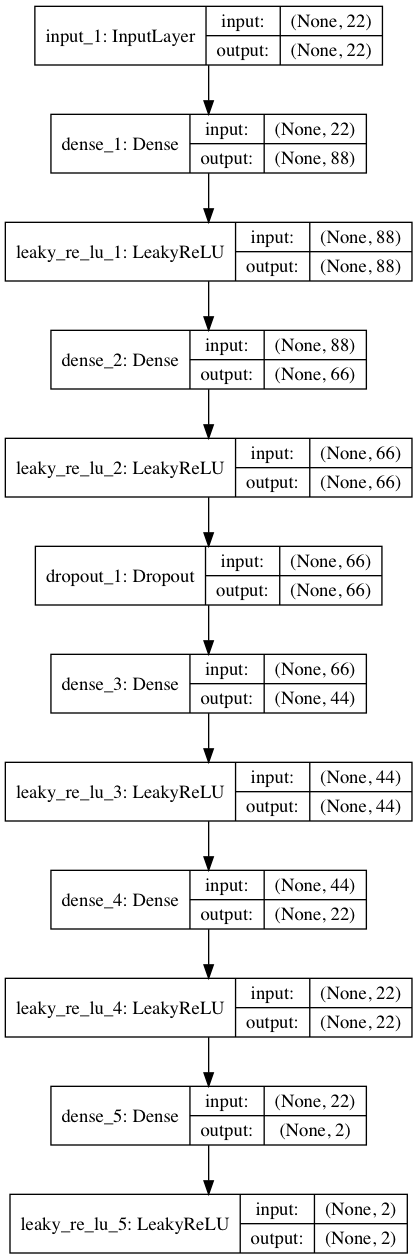 input_1: InputLayer
input: (None, 22)
output: (None, 22)
dense_1: Dense
input: (None, 22)
output: (None, 88)
leaky_re_lu_1: LeakyReLU
input: (None, 88)
output: (None, 88)
dense_2: Dense
input: (None, 88)
output: (None, 66)
leaky_re_lu_2: LeakyReLU
input: (None, 66)
output: (None, 66)
dropout_1: Dropout
input: (None, 66)
output: (None, 66)
dense_3: Dense
input: (None, 66)
output: (None, 44)
leaky_re_lu_3: LeakyReLU
input: (None, 44)
output: (None, 44)
dense_4: Dense
input: (None, 44)
output: (None, 22)
leaky_re_lu_4: LeakyReLU
input: (None, 22)
output: (None, 22)
dense_5: Dense
input: (None, 22)
output: (None, 2)
leaky_re_lu_5: LeakyReLU
input: (None, 2)
output: (None, 2)